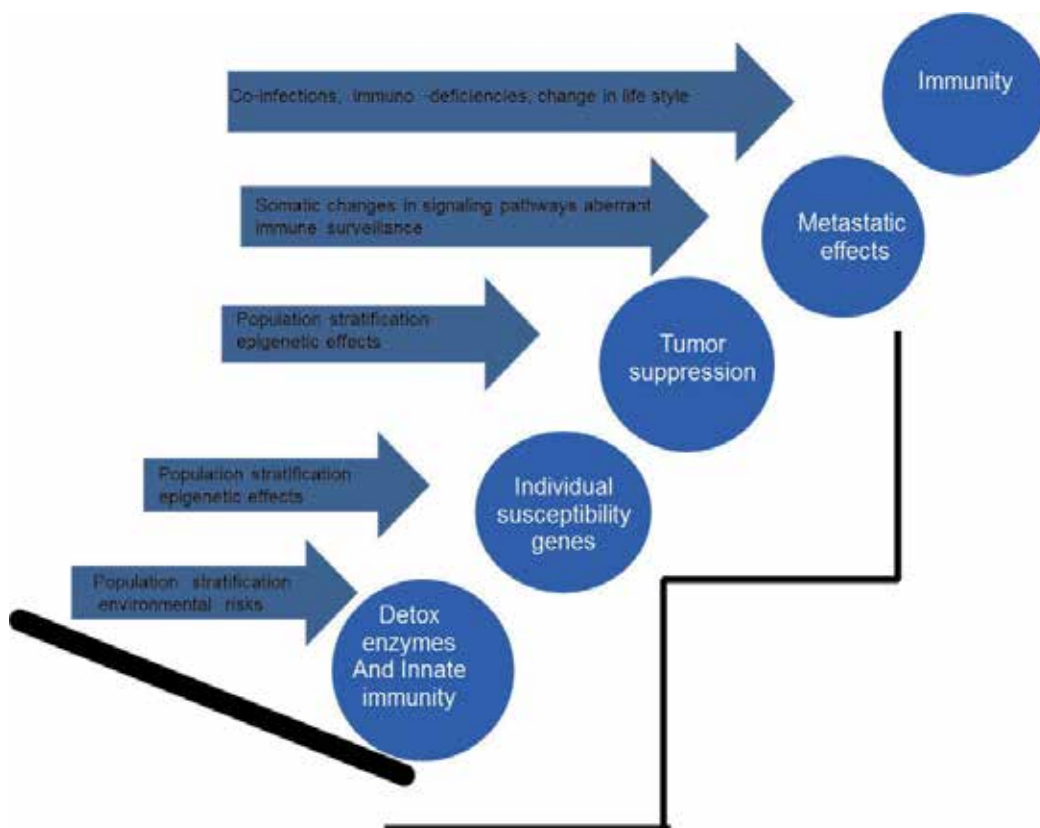 Co-infections, immuno -deficiencies, change in life style
Immunity
Somatic changes in signaling pathways aberrant
immune surveillance
Metastatic
effects
Population stratification
epigenetic effects
Tumor
suppression
Population stratification
epigenetic effects
Individual
susceptibility
genes
Population stratification
environmental risks
Detox
enzymes
And Innate
immunity